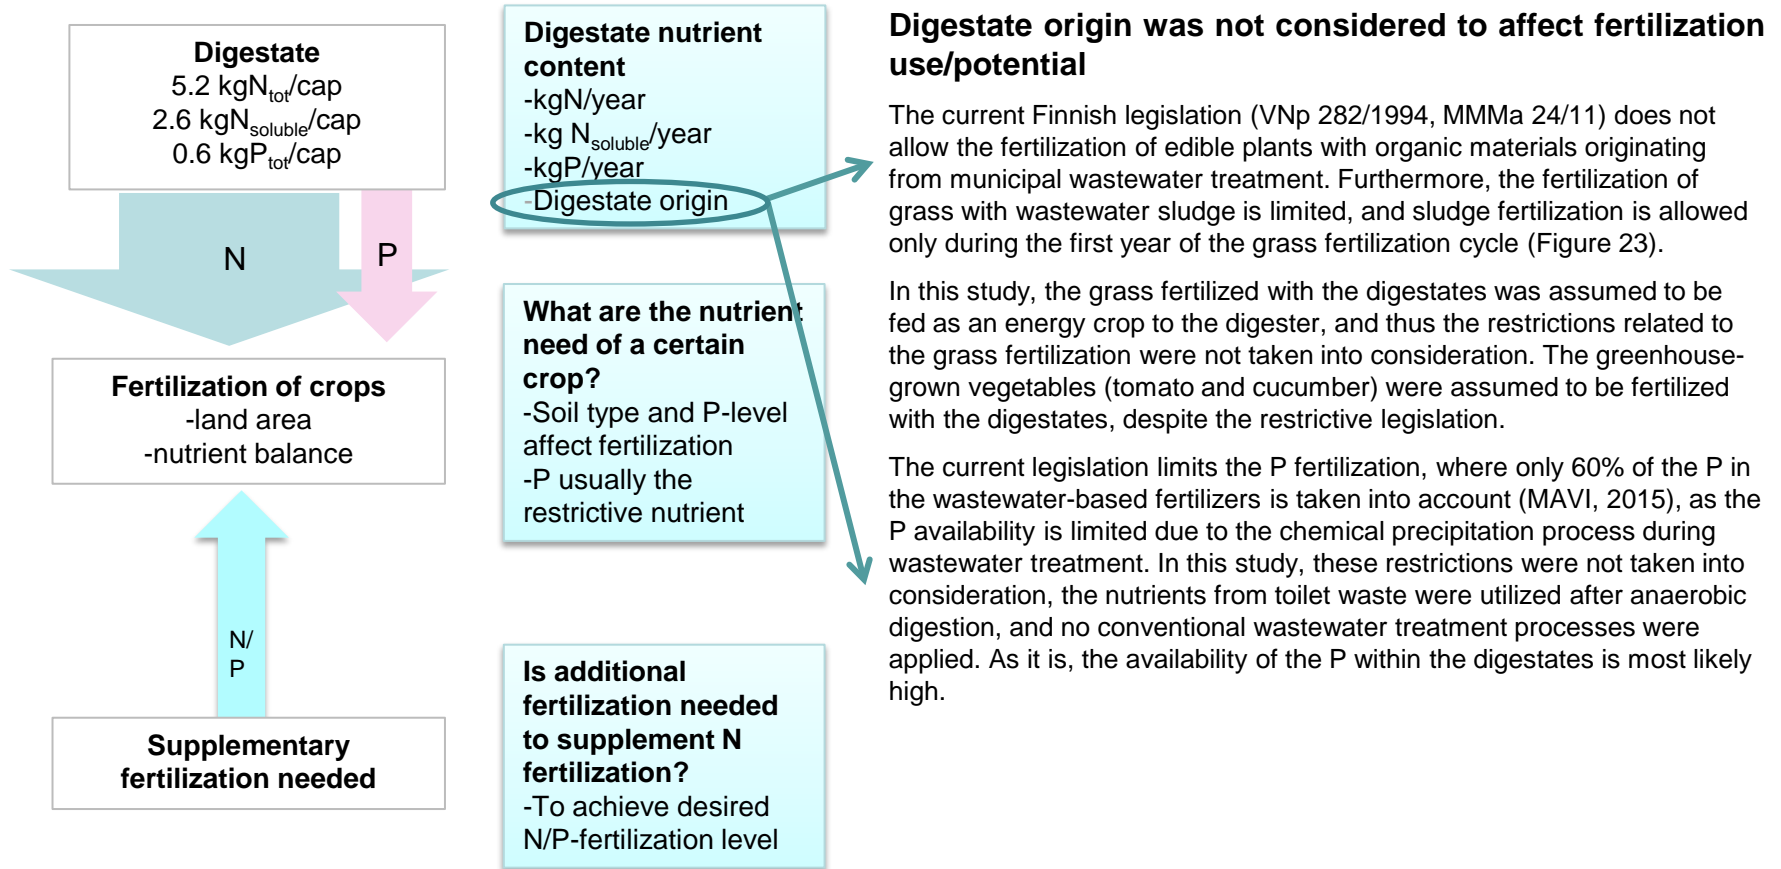 Digestate
5.2 kgNtot/cap
2.6 kgNsoluble/cap
0.6 kgPtot/cap
N
P
Fertilization of crops
-land area
-nutrient balance
N/
P
Supplementary
fertilization needed
Digestate nutrient
content
-kgN/year
-kg Nsoluble/year
-kgP/year
-Digestate origin
What are the nutrient
need of a certain
crop?
-Soil type and P-level
affect fertilization
-P usually the
restrictive nutrient
Is additional
fertilization needed
to supplement N
fertilization?
-To achieve desired
N/P-fertilization level
Digestate origin was not considered to affect fertilization
use/potential
The current Finnish legislation (VNp 282/1994, MMMa 24/11) does not
allow the fertilization of edible plants with organic materials originating
from municipal wastewater treatment. Furthermore, the fertilization of
grass with wastewater sludge is limited, and sludge fertilization is allowed
only during the first year of the grass fertilization cycle (Figure 23).
In this study, the grass fertilized with the digestates was assumed to be
fed as an energy crop to the digester, and thus the restrictions related to
the grass fertilization were not taken into consideration. The greenhouse-
grown vegetables (tomato and cucumber) were assumed to be fertilized
with the digestates, despite the restrictive legislation.
The current legislation limits the P fertilization, where only 60% of the P in
the wastewater-based fertilizers is taken into account (MAVI, 2015), as the
P availability is limited due to the chemical precipitation process during
wastewater treatment. In this study, these restrictions were not taken into
consideration, the nutrients from toilet waste were utilized after anaerobic
digestion, and no conventional wastewater treatment processes were
applied. As it is, the availability of the P within the digestates is most likely
high.